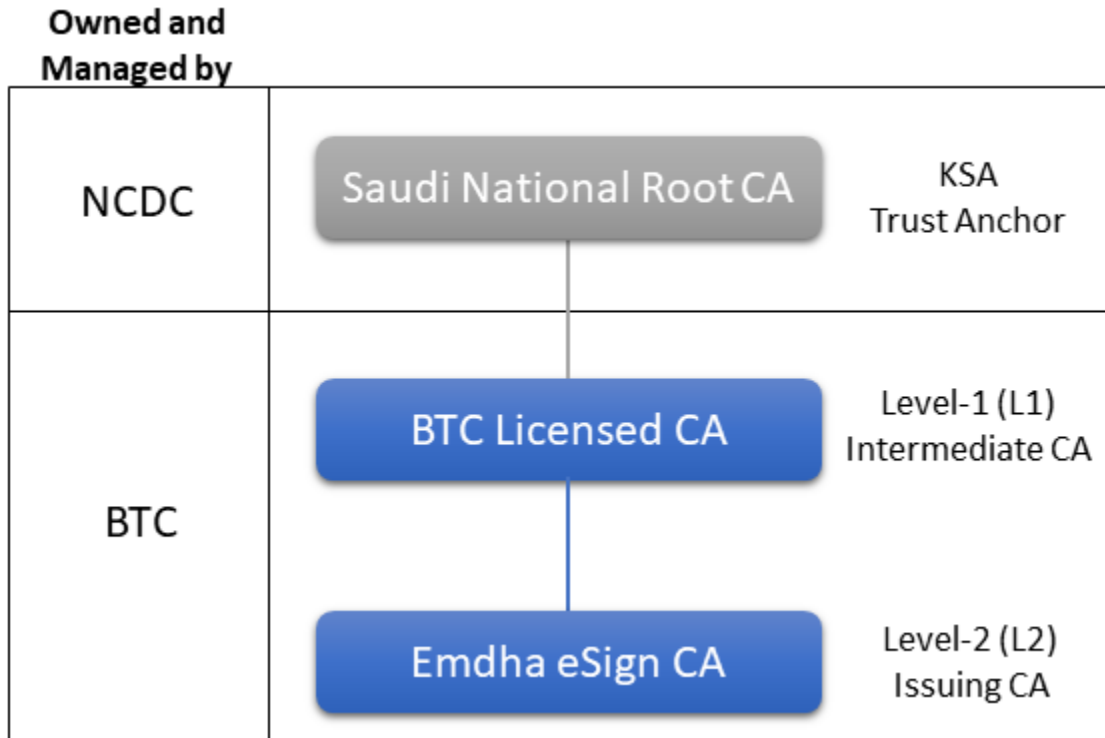 Owned and
Managed by
NCDC
Saudi National Root CA
KSA
Trust Anchor
BTC
BTC Licensed CA
Level-1 (L1)
Intermediate CA
Emdha eSign CA
Level-2 (L2)
Issuing CA